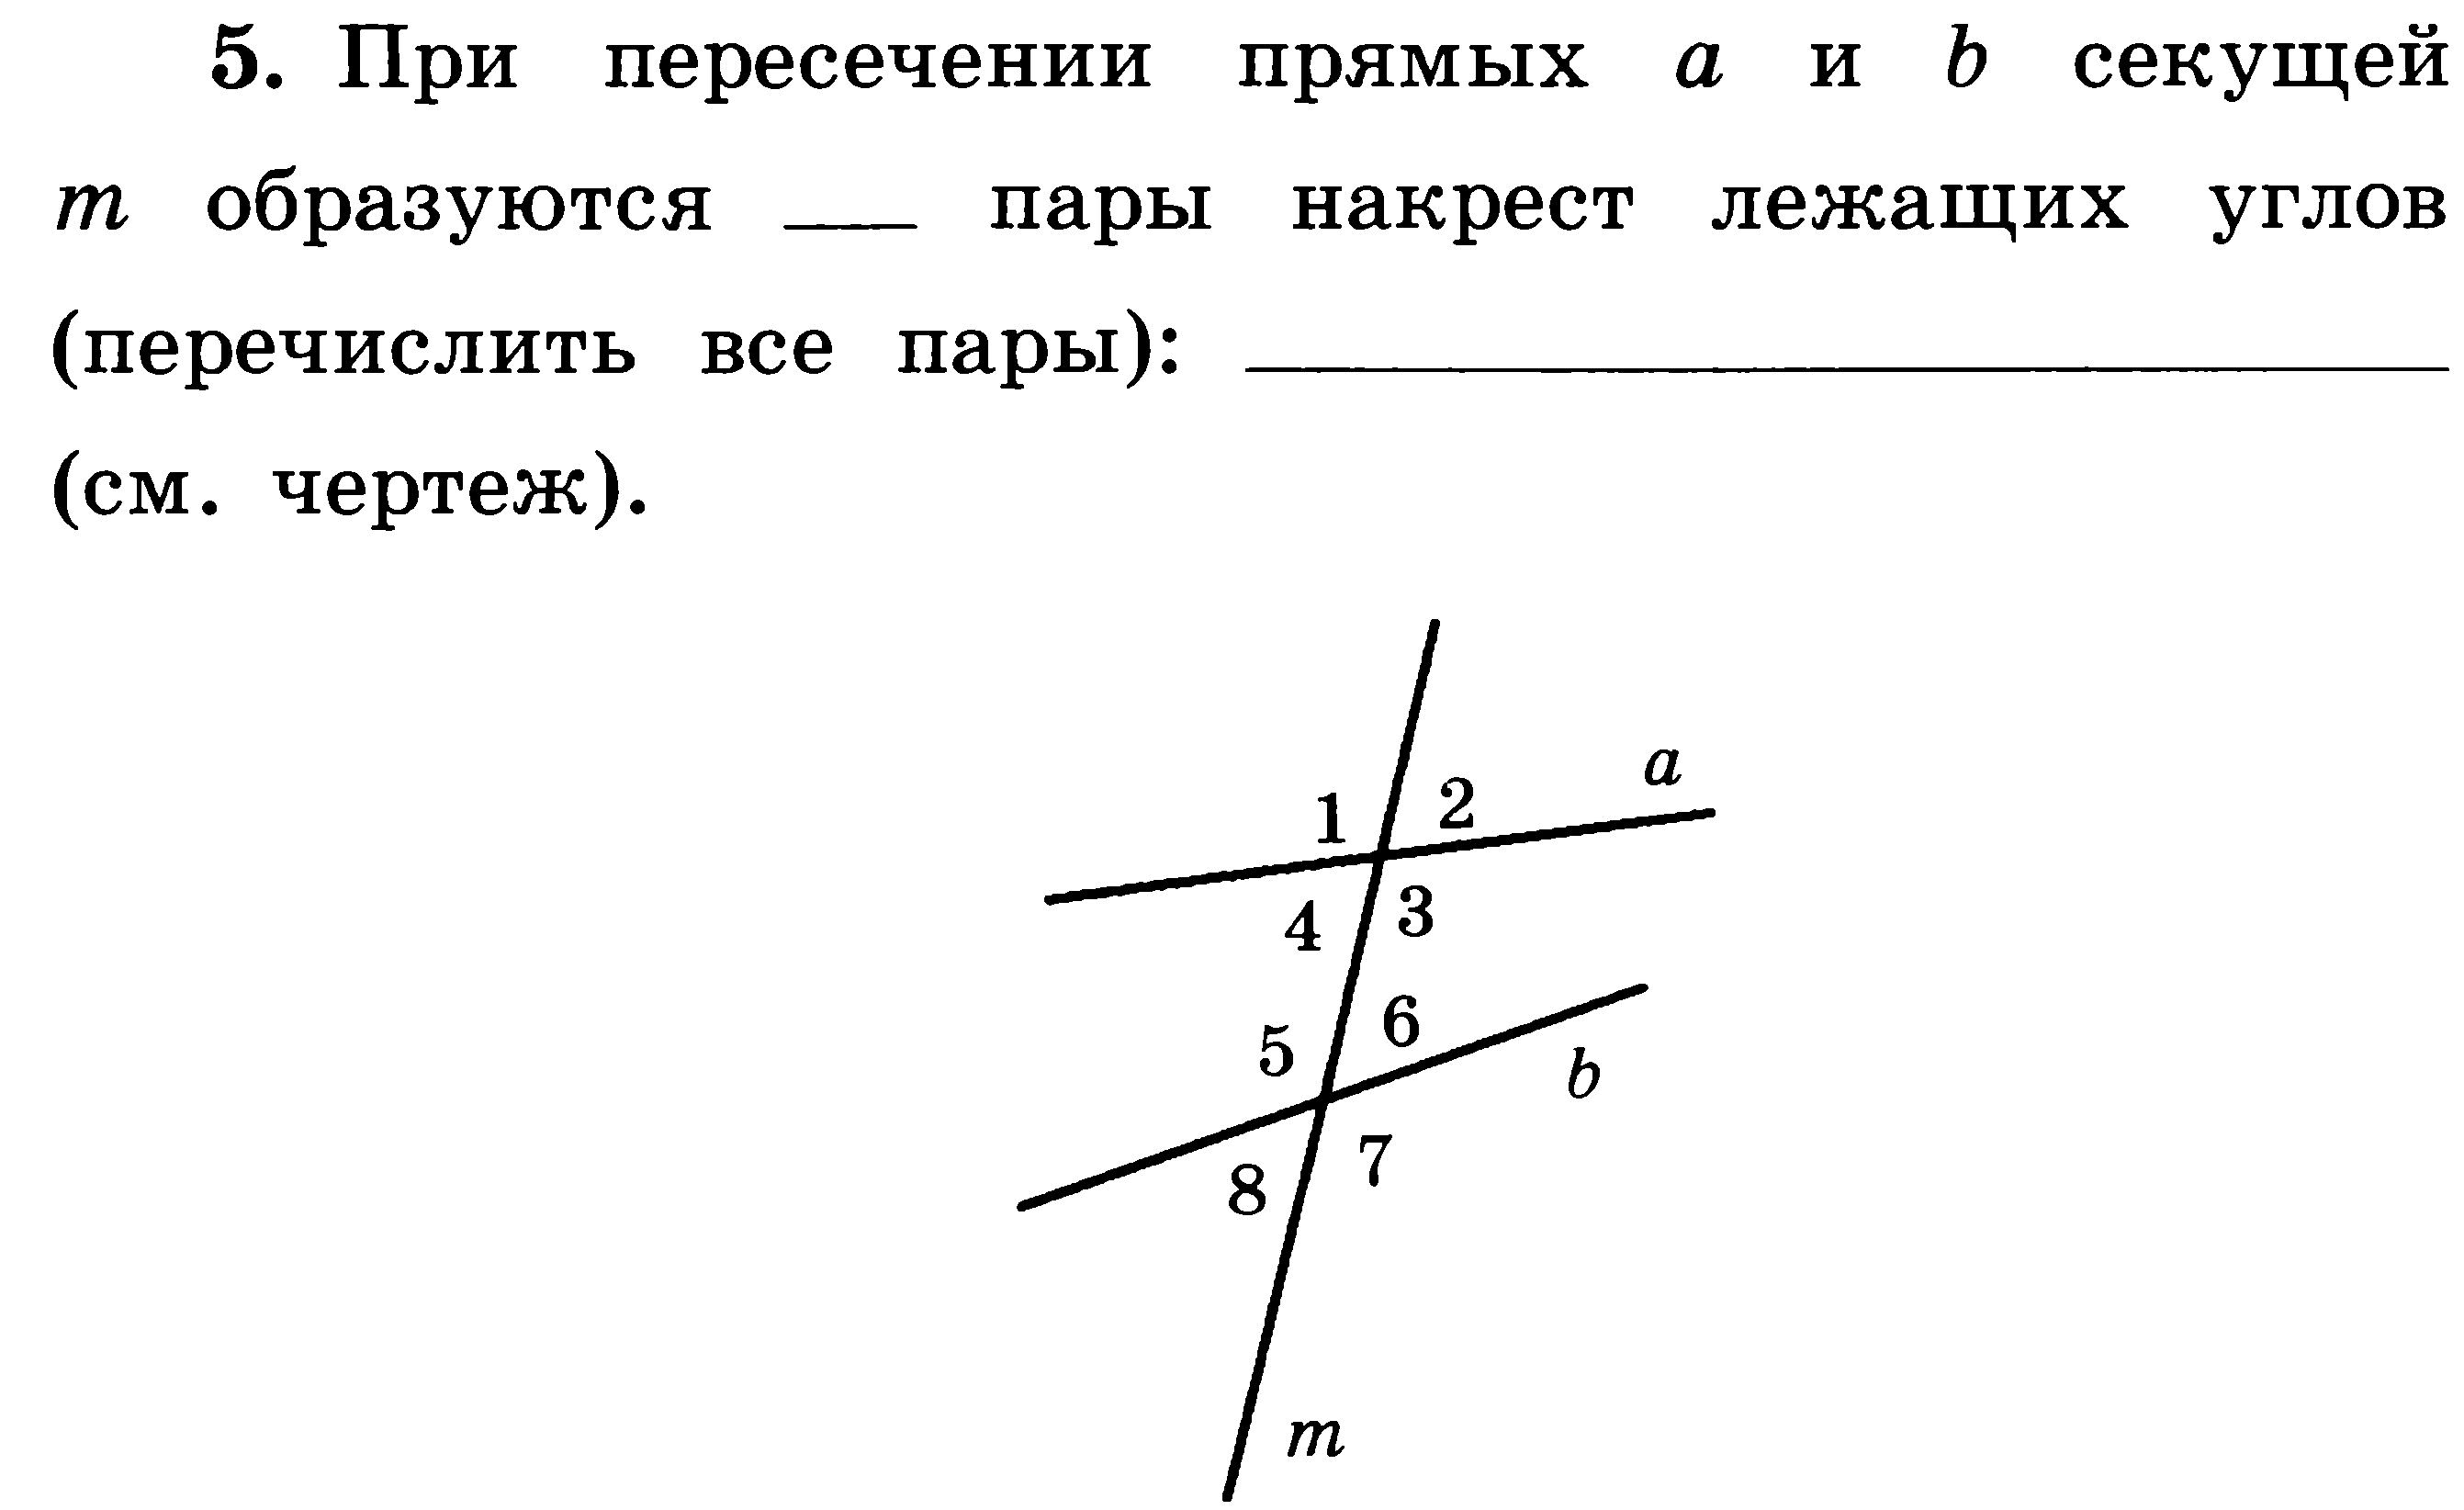 5. При пересечении прямых a и b секущей
m образуются ___ пары накрест лежащих углов
(перечислить все пары): ___
(см. чертеж).
a
1 2
4 3
5 6
b
8 7
m